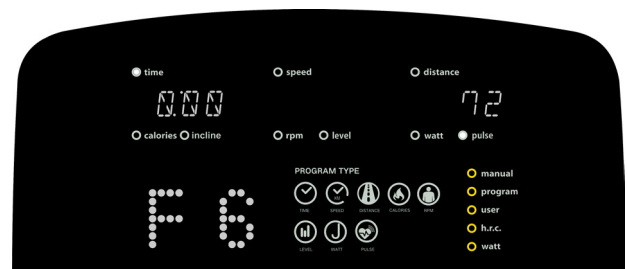 time speed distance
0:00 72
calories incline rpm level watt pulse
PROGRAM TYPE
TIME SPEED DISTANCE CALORIES RPM
LEVEL WATT PULSE
F 6
manual
program
user
h.r.c.
watt